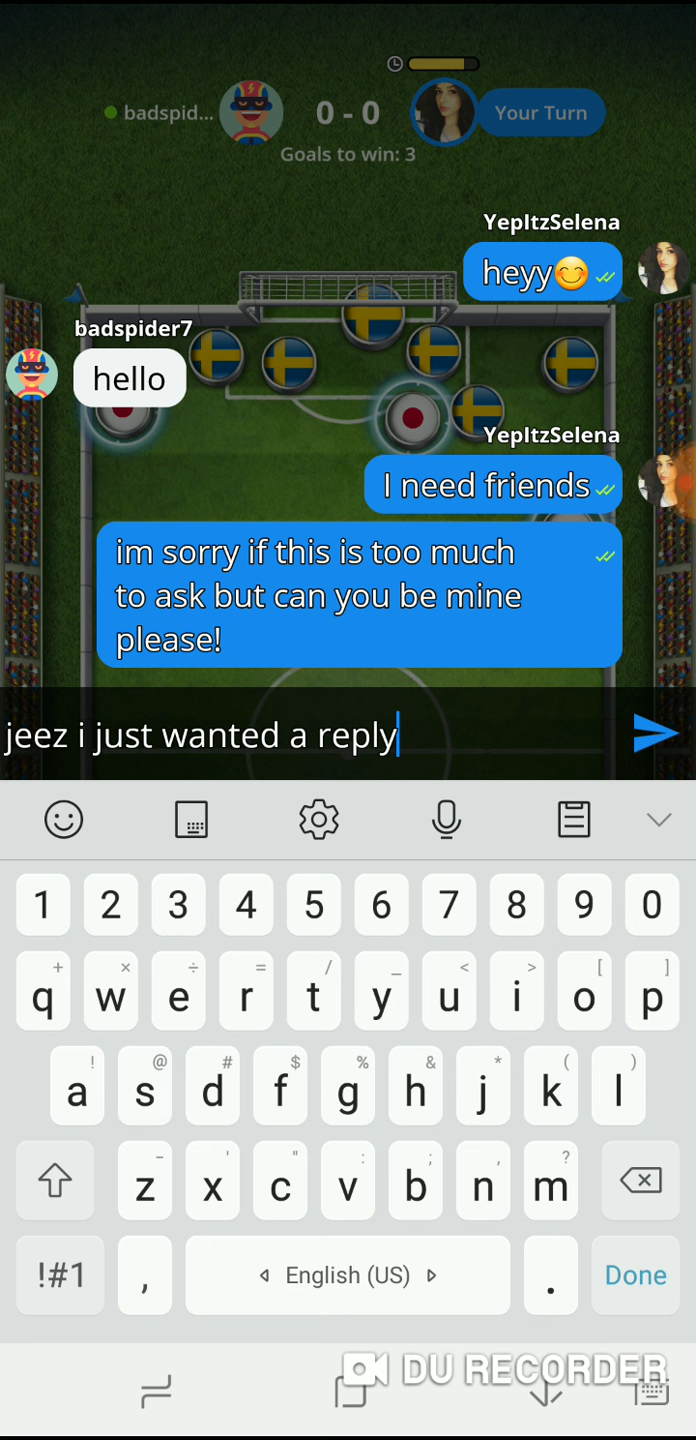 badspid...
0 - 0
Your Turn
Goals to win: 3
YepItzSelena
heyy😊
badspider7
hello
YepItzSelena
I need friends
im sorry if this is too much
to ask but can you be mine
please!
jeez i just wanted a reply
1 2 3 4 5 6 7 8 9 0
+ × ÷ = / _ < > [ ]
q w e r t y u i o p
! @ # $ % & * ( )
a s d f g h j k l
- ' " : ; , ?
z x c v b n m
!#1 , English (US) . Done
DU RECORDER